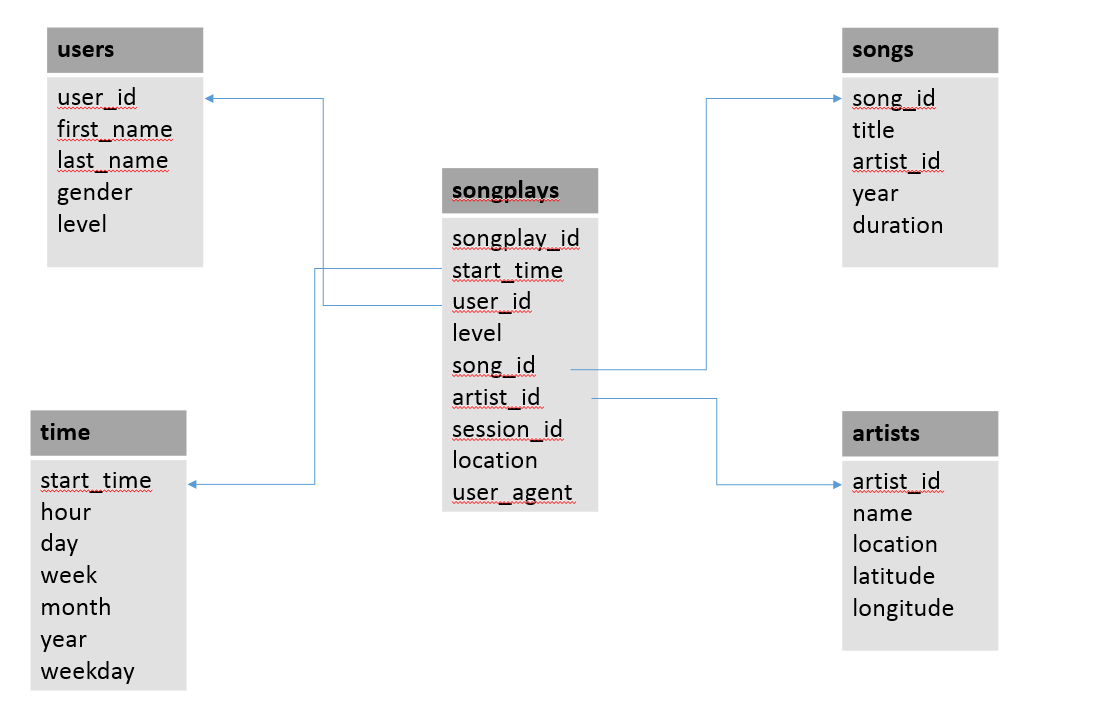 users
user_id
first_name
last_name
gender
level
songplays
songplay_id
start_time
user_id
level
song_id
artist_id
session_id
location
user_agent
songs
song_id
title
artist_id
year
duration
time
start_time
hour
day
week
month
year
weekday
artists
artist_id
name
location
latitude
longitude